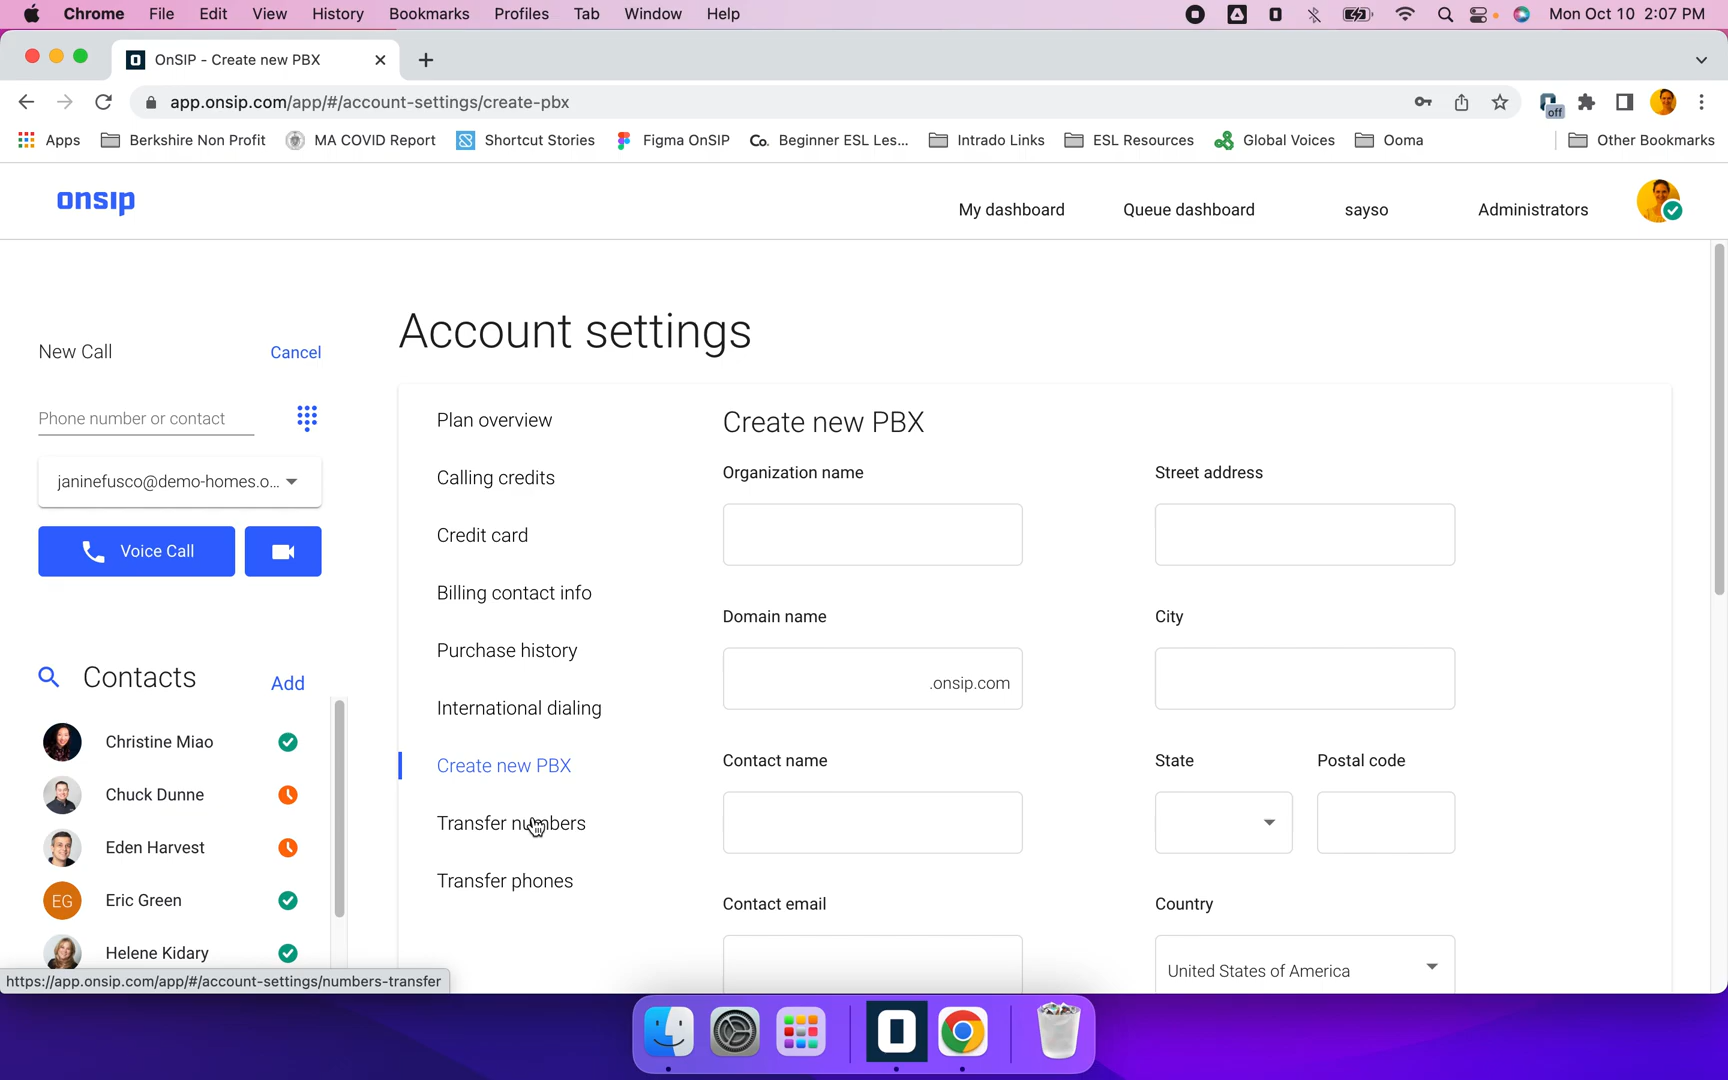 Chrome File Edit View History Bookmarks Profiles Tab Window Help Mon Oct 10 2:07 PM
OnSIP - Create new PBX
app.onsip.com/app/#/account-settings/create-pbx
off
Apps Berkshire Non Profit MA COVID Report Shortcut Stories Figma OnSIP Co. Beginner ESL Les... Intrado Links ESL Resources Global Voices Ooma Other Bookmarks
onsip
My dashboard Queue dashboard sayso Administrators
Account settings
New Call Cancel
Phone number or contact
janinefusco@demo-homes.o...
Voice Call
Contacts Add
Christine Miao
Chuck Dunne
Eden Harvest
EG Eric Green
Helene Kidary
Plan overview
Calling credits
Credit card
Billing contact info
Purchase history
International dialing
Create new PBX
Transfer numbers
Transfer phones
Create new PBX
Organization name
Domain name
.onsip.com
Contact name
Contact email
Street address
City
State Postal code
Country
United States of America
https://app.onsip.com/app/#/account-settings/numbers-transfer